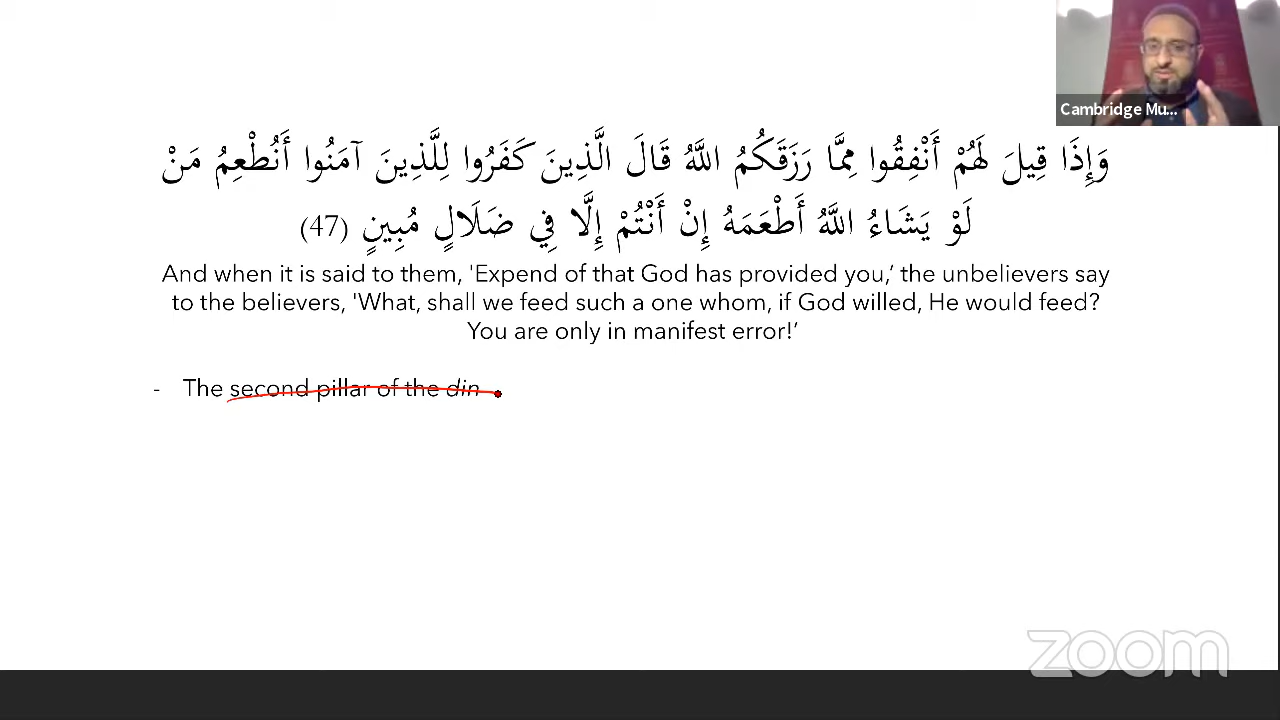 Cambridge Mu...
وَإِذَا قِيلَ لَهُمْ أَنْفِقُوا مِمَّا رَزَقَكُمُ اللَّهُ قَالَ الَّذِينَ كَفَرُوا لِلَّذِينَ آمَنُوا أَنُطْعِمُ مَنْ
لَوْ يَشَاءُ اللَّهُ أَطْعَمَهُ إِنْ أَنْتُمْ إِلَّا فِي ضَلَالٍ مُبِينٍ (47)
And when it is said to them, 'Expend of that God has provided you,’ the unbelievers say
to the believers, 'What, shall we feed such a one whom, if God willed, He would feed?
You are only in manifest error!’
- The second pillar of the din
zoom